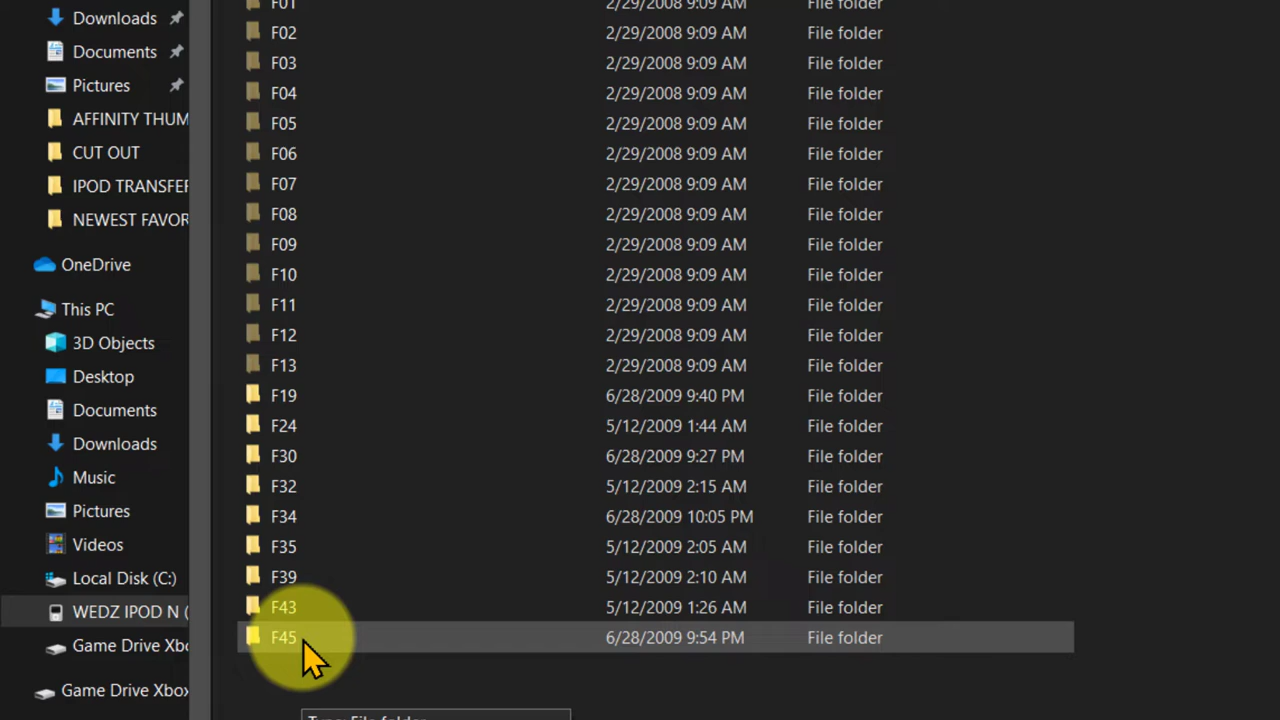 Downloads
Documents
Pictures
AFFINITY THUM
CUT OUT
IPOD TRANSFER
NEWEST FAVOR
OneDrive
This PC
3D Objects
Desktop
Documents
Downloads
Music
Pictures
Videos
Local Disk (C:)
WEDZ IPOD N (
Game Drive Xbo
Game Drive Xbox
F01 2/29/2008 9:09 AM File folder
F02 2/29/2008 9:09 AM File folder
F03 2/29/2008 9:09 AM File folder
F04 2/29/2008 9:09 AM File folder
F05 2/29/2008 9:09 AM File folder
F06 2/29/2008 9:09 AM File folder
F07 2/29/2008 9:09 AM File folder
F08 2/29/2008 9:09 AM File folder
F09 2/29/2008 9:09 AM File folder
F10 2/29/2008 9:09 AM File folder
F11 2/29/2008 9:09 AM File folder
F12 2/29/2008 9:09 AM File folder
F13 2/29/2008 9:09 AM File folder
F19 6/28/2009 9:40 PM File folder
F24 5/12/2009 1:44 AM File folder
F30 6/28/2009 9:27 PM File folder
F32 5/12/2009 2:15 AM File folder
F34 6/28/2009 10:05 PM File folder
F35 5/12/2009 2:05 AM File folder
F39 5/12/2009 2:10 AM File folder
F43 5/12/2009 1:26 AM File folder
F45 6/28/2009 9:54 PM File folder
Type: File folder